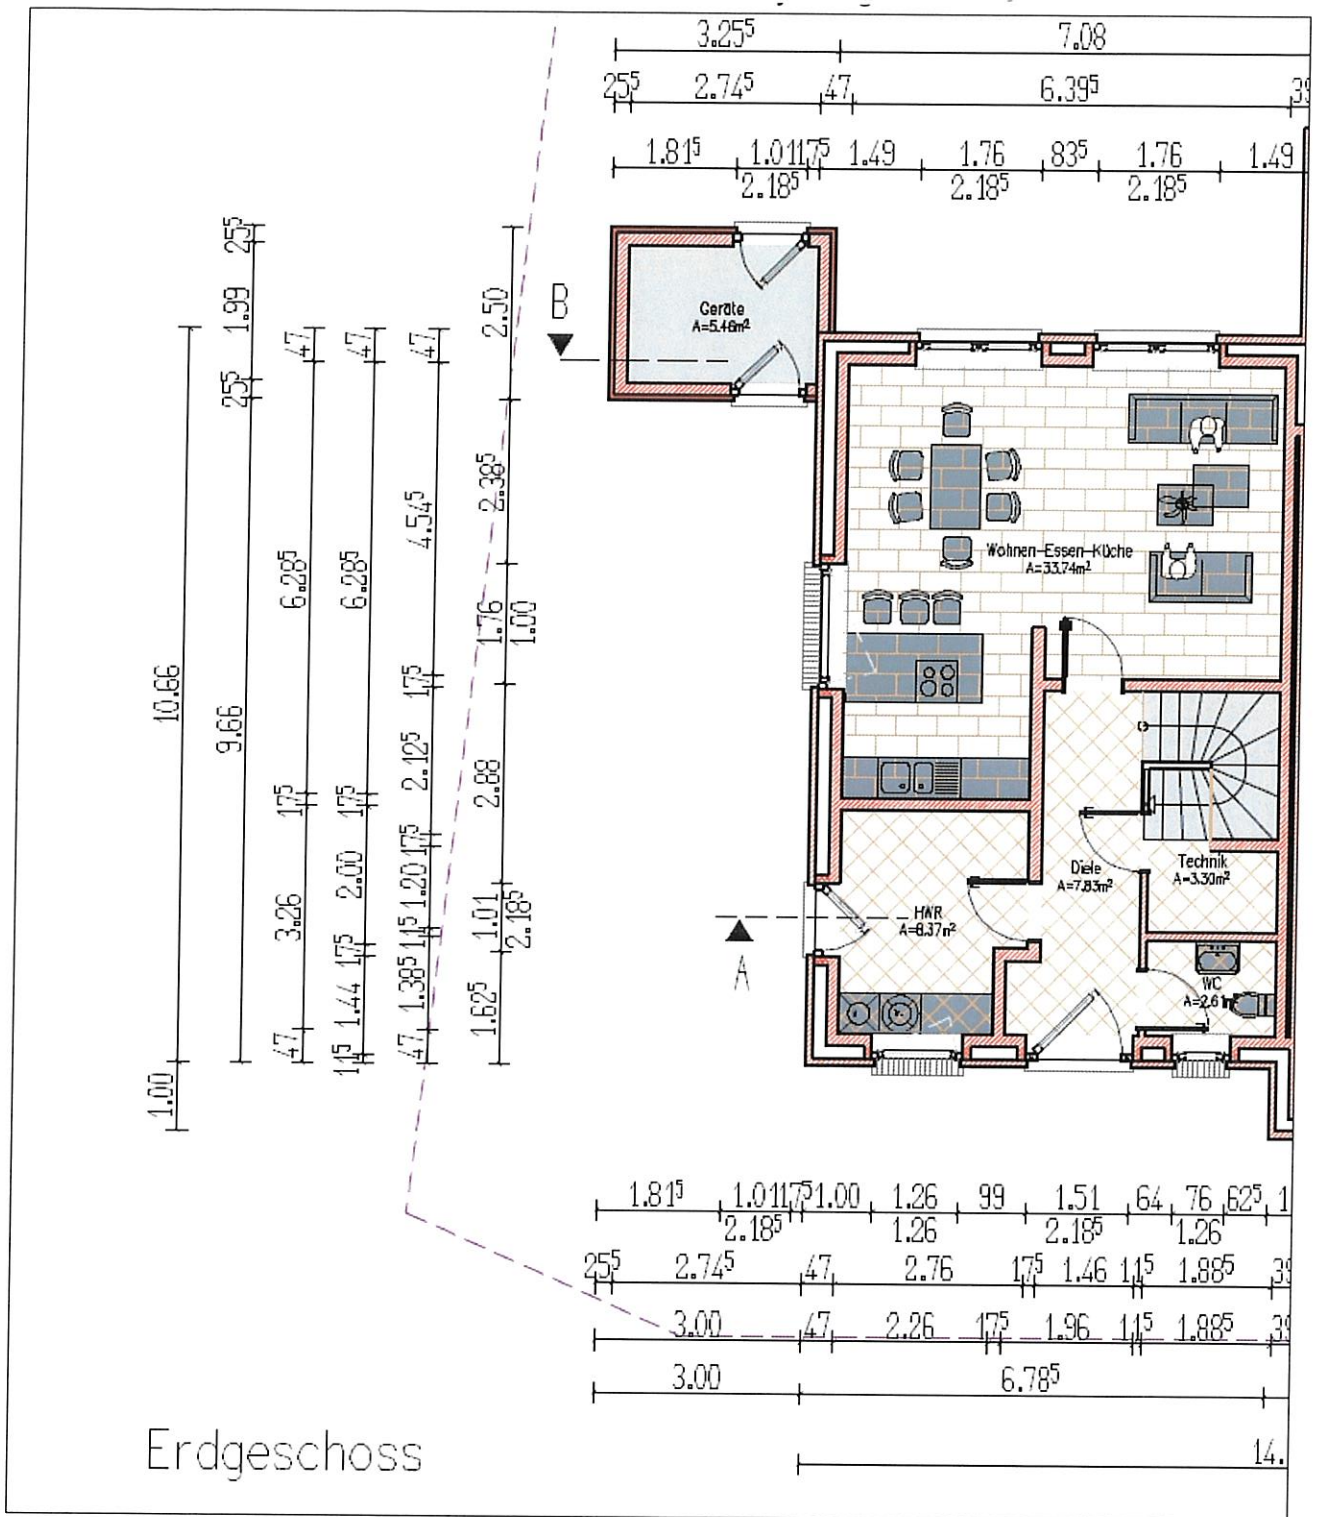 3.25⁵ 7.08
25⁵ 2.74⁵ 47 6.39⁵
1.81⁵ 1.01 17⁵ 1.49 1.76 83⁵ 1.76 1.49
2.18⁵ 2.18⁵ 2.18⁵
25⁵
1.99
25⁵
9.66
10.66
1.00
47
6.28⁵
17⁵
3.26
47
47
6.28⁵
17⁵
2.00
17⁵
1.44
11⁵
47
4.54⁵
17⁵
2.12⁵
17⁵
1.20
11⁵
1.38⁵
47
2.50
2.38⁵
1.76
1.00
2.88
1.01
2.18⁵
1.62⁵
B
Geräte
A=5.46m²
Wohnen-Essen-Küche
A=33.74m²
Diele
A=7.83m²
Technik
A=3.30m²
HWR
A=8.37m²
WC
A=2.61m
A
1.81⁵ 1.01 17⁵ 1.00 1.26 99 1.51 64 76 62⁵ 1
2.18⁵ 1.26 2.18⁵ 1.26
25⁵ 2.74⁵ 47 2.76 17⁵ 1.46 11⁵ 1.88⁵
3.00 47 2.26 17⁵ 1.96 11⁵ 1.88⁵
3.00 6.78⁵
14.
Erdgeschoss